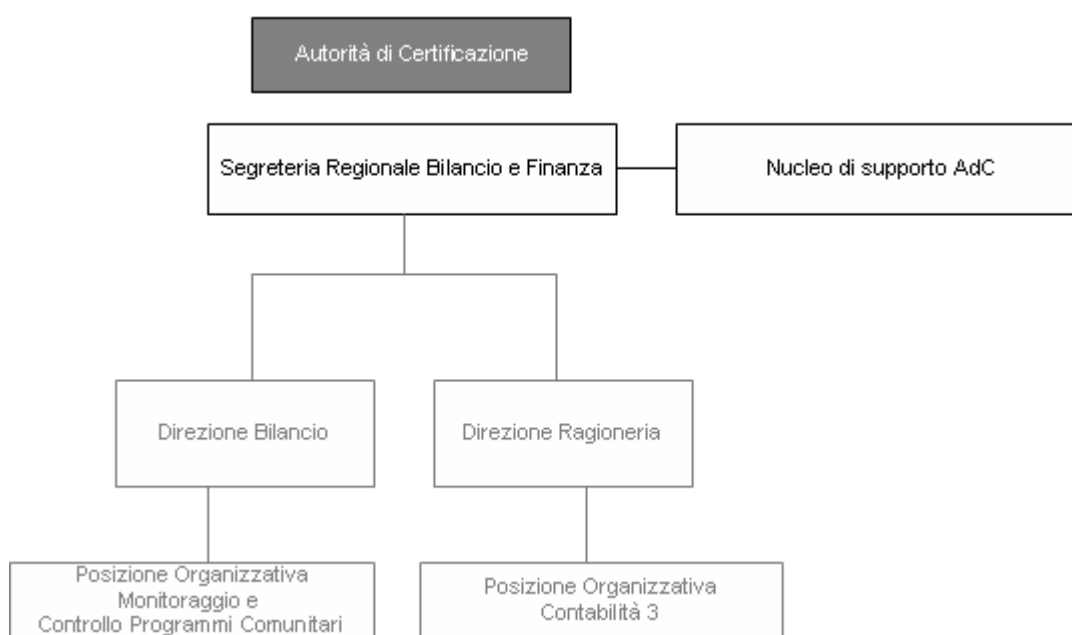 Autorità di Certificazione
Segreteria Regionale Bilancio e Finanza
Nucleo di supporto AdC
Direzione Bilancio
Direzione Ragioneria
Posizione Organizzativa
Monitoraggio e
Controllo Programmi Comunitari
Posizione Organizzativa
Contabilità 3